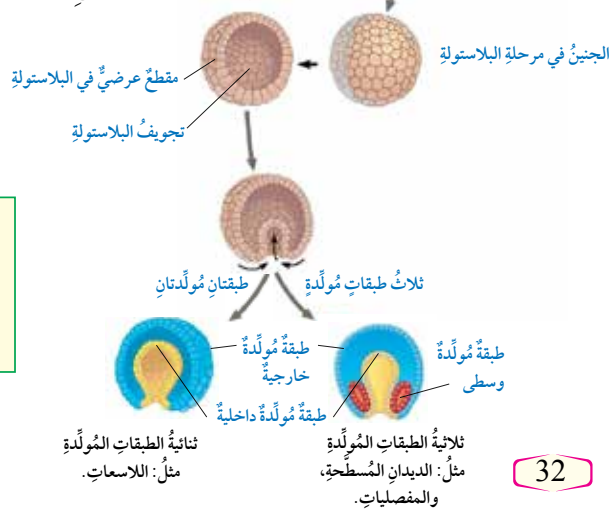 الجنينُ في مرحلةِ البلاستولةِ
مقطعٌ عرضيٌّ في البلاستولةِ
تجويفُ البلاستولةِ
ثلاثُ طبقاتٍ مُولِّدةٍ
طبقتانِ مُولِّدتانِ
طبقةٌ مُولِّدةٌ
وسطى
طبقةٌ مُولِّدةٌ
خارجيةٌ
طبقةٌ مُولِّدةٌ داخليةٌ
ثلاثيةُ الطبقاتِ المُولِّدةِ
مثلُ: الديدانِ المُسطَّحةِ،
والمفصلياتِ.
ثنائيةُ الطبقاتِ المُولِّدةِ
مثلُ: اللاسعاتِ.
32